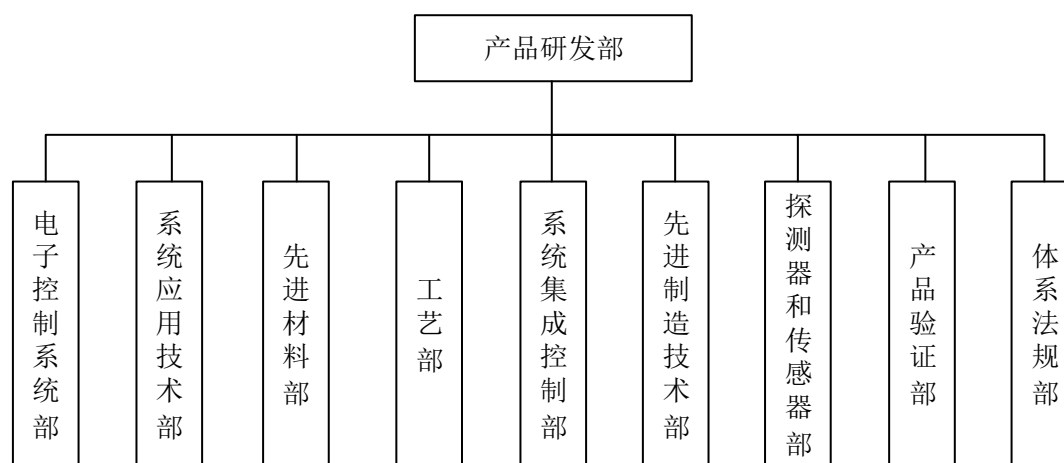 产品研发部
电子控制系统部
系统应用技术部
先进材料部
工艺部
系统集成控制部
先进制造技术部
探测器和传感器部
产品验证部
体系法规部